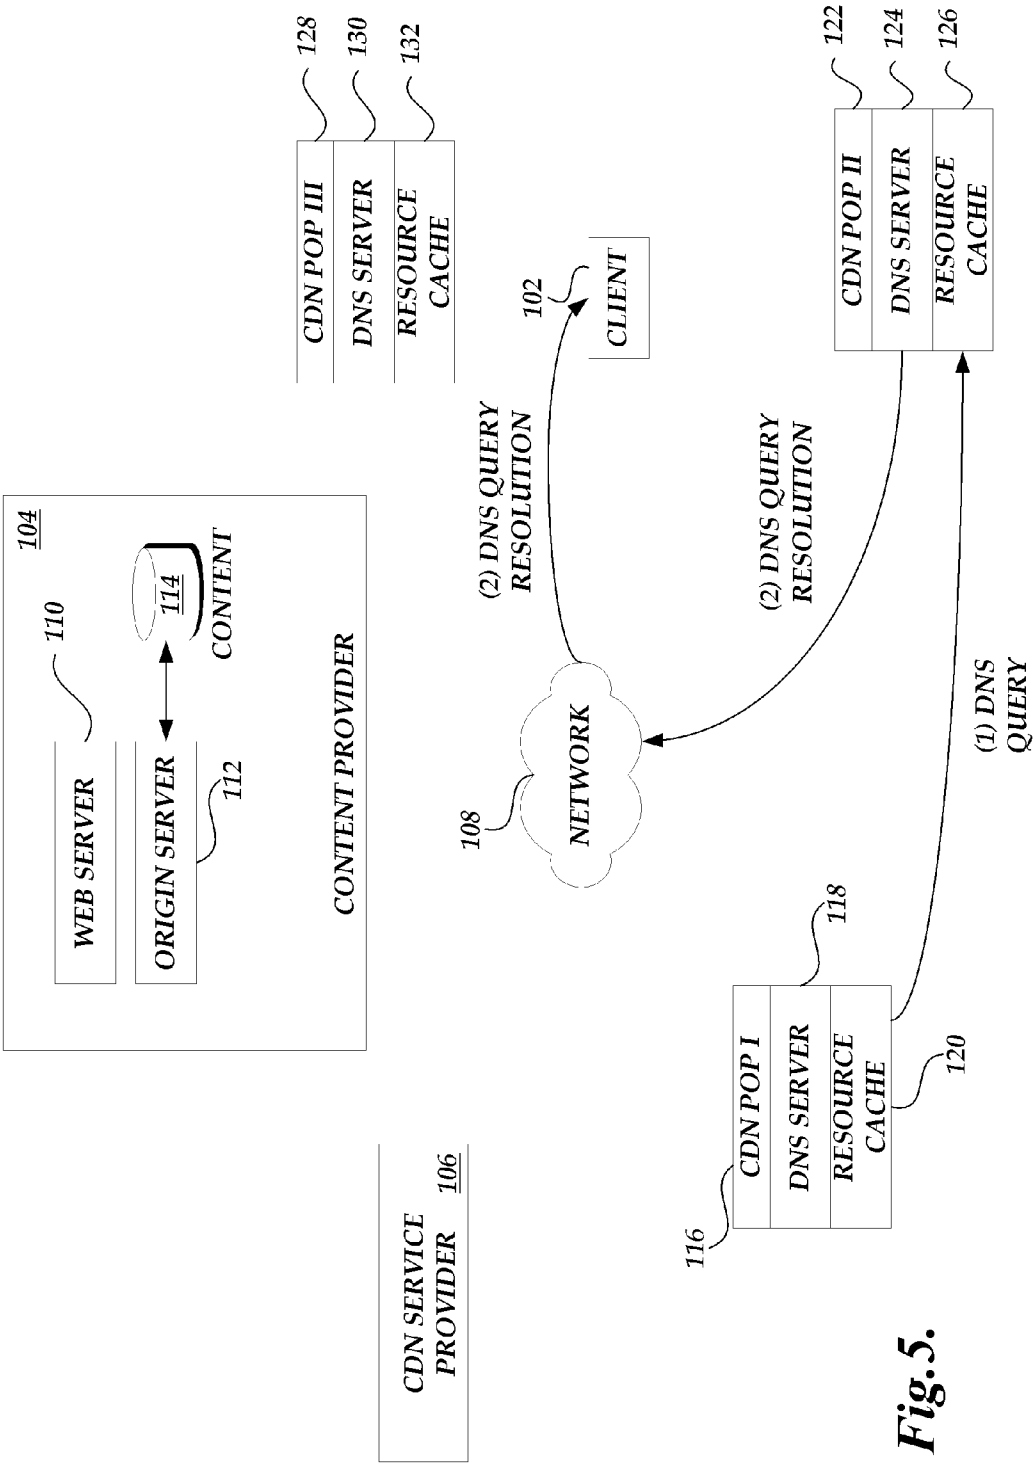 104
110
WEB SERVER
ORIGIN SERVER
112
114
CONTENT
CONTENT PROVIDER
128
130
132
CDN POP III
DNS SERVER
RESOURCE
CACHE
CDN SERVICE
PROVIDER
106
108
NETWORK
(2) DNS QUERY
RESOLUTION
102
CLIENT
116
CDN POP I
DNS SERVER
118
RESOURCE
CACHE
120
(2) DNS QUERY
RESOLUTION
122
124
126
CDN POP II
DNS SERVER
RESOURCE
CACHE
(1) DNS
QUERY
Fig.5.